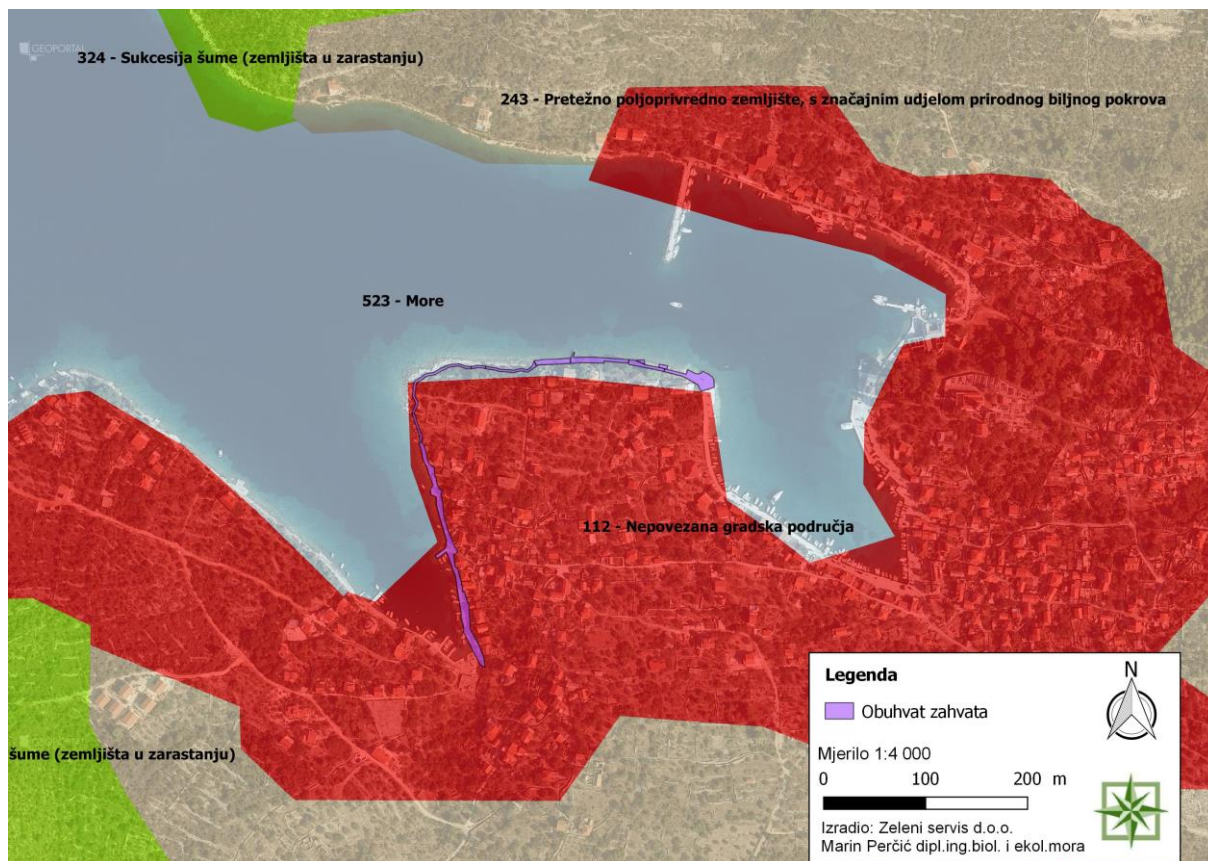 GEOPORTAL
324 - Sukcesija šume (zemljišta u zarastanju)
243 - Pretežno poljoprivredno zemljište, s značajnim udjelom prirodnog biljnog pokrova
523 - More
112 - Nepovezana gradska područja
šume (zemljišta u zarastanju)
Legenda
N
Obuhvat zahvata
Mjerilo 1:4 000
0 100 200 m
Izradio: Zeleni servis d.o.o.
Marin Perčić dipl.ing.biol. i ekol.mora